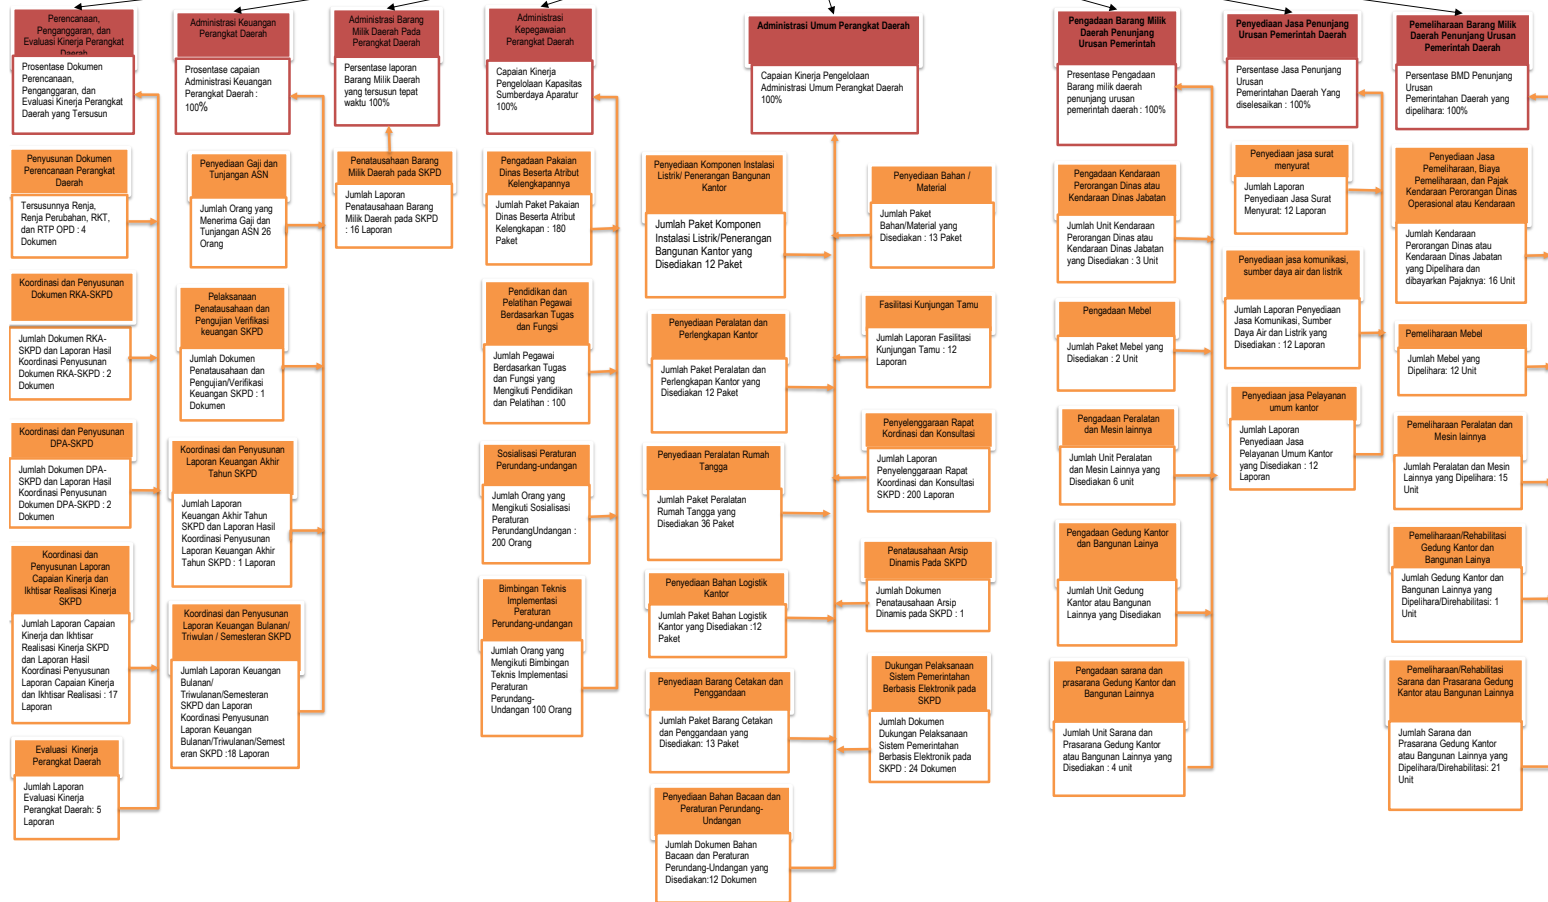 Perencanaan,
Penganggaran, dan
Evaluasi Kinerja Perangkat
Daerah
Prosentase Dokumen
Perencanaan,
Penganggaran, dan
Evaluasi Kinerja Perangkat
Daerah yang Tersusun
Penyusunan Dokumen
Perencanaan Perangkat
Daerah
Tersusunnya Renja,
Renja Perubahan, RKT,
dan RTP OPD : 4
Dokumen
Koordinasi dan Penyusunan
Dokumen RKA-SKPD
Jumlah Dokumen RKA-
SKPD dan Laporan Hasil
Koordinasi Penyusunan
Dokumen RKA-SKPD : 2
Dokumen
Koordinasi dan Penyusunan
DPA-SKPD
Jumlah Dokumen DPA-
SKPD dan Laporan Hasil
Koordinasi Penyusunan
Dokumen DPA-SKPD : 2
Dokumen
Koordinasi dan
Penyusunan Laporan
Capaian Kinerja dan
Ikhtisar Realisasi Kinerja
SKPD
Jumlah Laporan Capaian
Kinerja dan Ikhtisar
Realisasi Kinerja SKPD
dan Laporan Hasil
Koordinasi Penyusunan
Laporan Capaian Kinerja
dan Ikhtisar Realisasi : 17
Laporan
Evaluasi Kinerja
Perangkat Daerah
Jumlah Laporan
Evaluasi Kinerja
Perangkat Daerah: 5
Laporan
Administrasi Keuangan
Perangkat Daerah
Prosentase capaian
Administrasi Keuangan
Perangkat Daerah :
100%
Penyediaan Gaji dan
Tunjangan ASN
Jumlah Orang yang
Menerima Gaji dan
Tunjangan ASN 26
Orang
Pelaksanaan
Penatausahaan dan
Pengujian Verifikasi
keuangan SKPD
Jumlah Dokumen
Penatausahaan dan
Pengujian/Verifikasi
Keuangan SKPD : 1
Dokumen
Koordinasi dan Penyusunan
Laporan Keuangan Akhir
Tahun SKPD
Jumlah Laporan
Keuangan Akhir Tahun
SKPD dan Laporan Hasil
Koordinasi Penyusunan
Laporan Keuangan Akhir
Tahun SKPD : 1 Laporan
Koordinasi dan Penyusunan
Laporan Keuangan Bulanan/
Triwulan / Semesteran SKPD
Jumlah Laporan Keuangan
Bulanan/
Triwulanan/Semesteran
SKPD dan Laporan
Koordinasi Penyusunan
Laporan Keuangan
Bulanan/Triwulanan/Semest
eran SKPD :18 Laporan
Administrasi Barang
Milik Daerah Pada
Perangkat Daerah
Persentase laporan
Barang Milik Daerah
yang tersusun tepat
waktu 100%
Penatausahaan Barang
Milik Daerah pada SKPD
Jumlah Laporan
Penatausahaan Barang
Milik Daerah pada SKPD
: 16 Laporan
Administrasi
Kepegawaian
Perangkat Daerah
Capaian Kinerja
Pengelolaan Kapasitas
Sumberdaya Aparatur
100%
Pengadaan Pakaian
Dinas Beserta Atribut
Kelengkapannya
Jumlah Paket Pakaian
Dinas Beserta Atribut
Kelengkapan : 180
Paket
Pendidikan dan
Pelatihan Pegawai
Berdasarkan Tugas
dan Fungsi
Jumlah Pegawai
Berdasarkan Tugas
dan Fungsi yang
Mengikuti Pendidikan
dan Pelatihan : 100
Sosialisasi Peraturan
Perundang-undangan
Jumlah Orang yang
Mengikuti Sosialisasi
Peraturan
PerundangUndangan :
200 Orang
Bimbingan Teknis
Implementasi
Peraturan
Perundang-undangan
Jumlah Orang yang
Mengikuti Bimbingan
Teknis Implementasi
Peraturan
Perundang-
Undangan 100 Orang
Administrasi Umum Perangkat Daerah
Capaian Kinerja Pengelolaan
Administrasi Umum Perangkat Daerah
100%
Penyediaan Komponen Instalasi
Listrik/ Penerangan Bangunan
Kantor
Jumlah Paket Komponen
Instalasi Listrik/Penerangan
Bangunan Kantor yang
Disediakan 12 Paket
Penyediaan Peralatan dan
Perlengkapan Kantor
Jumlah Paket Peralatan dan
Perlengkapan Kantor yang
Disediakan 12 Paket
Penyediaan Peralatan Rumah
Tangga
Jumlah Paket Peralatan
Rumah Tangga yang
Disediakan 36 Paket
Penyediaan Bahan Logistik
Kantor
Jumlah Paket Bahan Logistik
Kantor yang Disediakan :12
Paket
Penyediaan Barang Cetakan dan
Penggandaan
Jumlah Paket Barang Cetakan
dan Penggandaan yang
Disediakan: 13 Paket
Penyediaan Bahan Bacaan dan
Peraturan Perundang-
Undangan
Jumlah Dokumen Bahan
Bacaan dan Peraturan
Perundang-Undangan yang
Disediakan:12 Dokumen
Penyediaan Bahan /
Material
Jumlah Paket
Bahan/Material yang
Disediakan : 13 Paket
Fasilitasi Kunjungan Tamu
Jumlah Laporan Fasilitasi
Kunjungan Tamu : 12
Laporan
Penyelenggaraan Rapat
Kordinasi dan Konsultasi
Jumlah Laporan
Penyelenggaraan Rapat
Koordinasi dan Konsultasi
SKPD : 200 Laporan
Penatausahaan Arsip
Dinamis Pada SKPD
Jumlah Dokumen
Penatausahaan Arsip
Dinamis pada SKPD : 1
Dukungan Pelaksanaan
Sistem Pemerintahan
Berbasis Elektronik pada
SKPD
Jumlah Dokumen
Dukungan Pelaksanaan
Sistem Pemerintahan
Berbasis Elektronik pada
SKPD : 24 Dokumen
Pengadaan Barang Milik
Daerah Penunjang
Urusan Pemerintah
Presentase Pengadaan
Barang milik daerah
penunjang urusan
pemerintah daerah : 100%
Pengadaan Kendaraan
Perorangan Dinas atau
Kendaraan Dinas Jabatan
Jumlah Unit Kendaraan
Perorangan Dinas atau
Kendaraan Dinas Jabatan
yang Disediakan : 3 Unit
Pengadaan Mebel
Jumlah Paket Mebel yang
Disediakan : 2 Unit
Pengadaan Peralatan
dan Mesin lainnya
Jumlah Unit Peralatan
dan Mesin Lainnya yang
Disediakan 6 unit
Pengadaan Gedung Kantor
dan Bangunan Lainya
Jumlah Unit Gedung
Kantor atau Bangunan
Lainnya yang Disediakan
Pengadaan sarana dan
prasarana Gedung Kantor dan
Bangunan Lainnya
Jumlah Unit Sarana dan
Prasarana Gedung Kantor
atau Bangunan Lainnya yang
Disediakan : 4 unit
Penyediaan Jasa Penunjang
Urusan Pemerintah Daerah
Persentase Jasa Penunjang
Urusan
Pemerintahan Daerah Yang
diselesaikan : 100%
Penyediaan jasa surat
menyurat
Jumlah Laporan
Penyediaan Jasa Surat
Menyurat: 12 Laporan
Penyediaan jasa komunikasi,
sumber daya air dan listrik
Jumlah Laporan Penyediaan
Jasa Komunikasi, Sumber
Daya Air dan Listrik yang
Disediakan : 12 Laporan
Penyediaan jasa Pelayanan
umum kantor
Jumlah Laporan
Penyediaan Jasa
Pelayanan Umum Kantor
yang Disediakan : 12
Laporan
Pemeliharaan Barang Milik
Daerah Penunjang Urusan
Pemerintah Daerah
Persentase BMD Penunjang
Urusan
Pemerintahan Daerah yang
dipelihara: 100%
Penyediaan Jasa
Pemeliharaan, Biaya
Pemeliharaan, dan Pajak
Kendaraan Perorangan Dinas
Operasional atau Kendaraan
Jumlah Kendaraan
Perorangan Dinas atau
Kendaraan Dinas Jabatan
yang Dipelihara dan
dibayarkan Pajaknya: 16 Unit
Pemeliharaan Mebel
Jumlah Mebel yang
Dipelihara: 12 Unit
Pemeliharaan Peralatan dan
Mesin lainnya
Jumlah Peralatan dan Mesin
Lainnya yang Dipelihara: 15
Unit
Pemeliharaan/Rehabilitasi
Gedung Kantor dan
Bangunan Lainya
Jumlah Gedung Kantor dan
Bangunan Lainnya yang
Dipelihara/Direhabilitasi: 1
Unit
Pemeliharaan/Rehabilitasi
Sarana dan Prasarana Gedung
Kantor atau Bangunan Lainnya
Jumlah Sarana dan
Prasarana Gedung Kantor
atau Bangunan Lainnya yang
Dipelihara/Direhabilitasi: 21
Unit